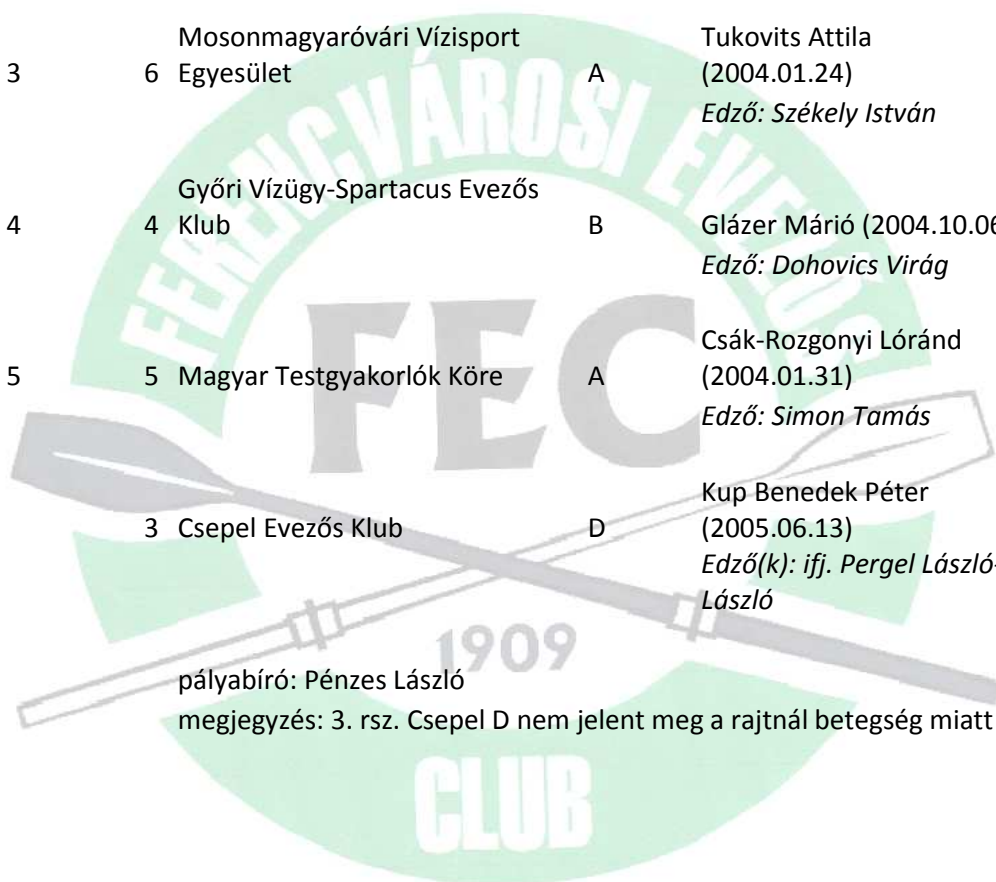 Mosonmagyaróvári Vízisport Tukovits Attila
3 6 Egyesület A (2004.01.24)
Edző: Székely István
Győri Vízügy-Spartacus Evezős
4 4 Klub B Glázer Márió (2004.10.06
Edző: Dohovics Virág
Csák-Rozgonyi Lóránd
5 5 Magyar Testgyakorlók Köre A (2004.01.31)
Edző: Simon Tamás
Kup Benedek Péter
3 Csepel Evezős Klub D (2005.06.13)
Edző(k): ifj. Pergel László-
László
pályabíró: Pénzes László
megjegyzés: 3. rsz. Csepel D nem jelent meg a rajtnál betegség miatt
FERENCVÁROSI EVEZŐS
FEC
1909
CLUB